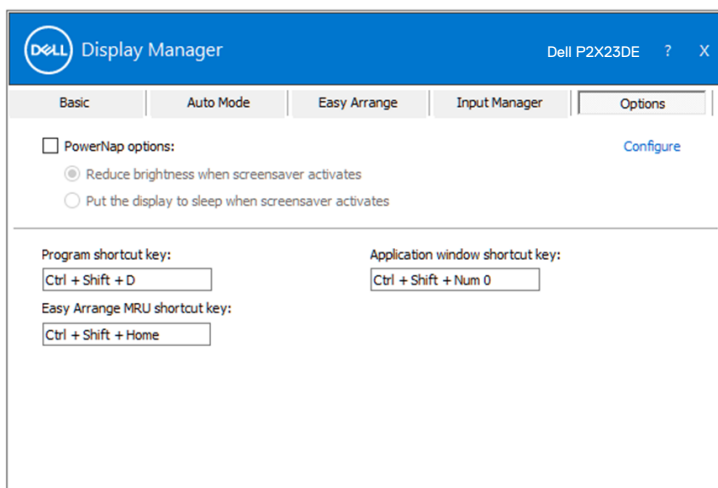 DELL Display Manager Dell P2X23DE ? X
Basic Auto Mode Easy Arrange Input Manager Options
PowerNap options: Configure
Reduce brightness when screensaver activates
Put the display to sleep when screensaver activates
Program shortcut key: Application window shortcut key:
Ctrl + Shift + D Ctrl + Shift + Num 0
Easy Arrange MRU shortcut key:
Ctrl + Shift + Home